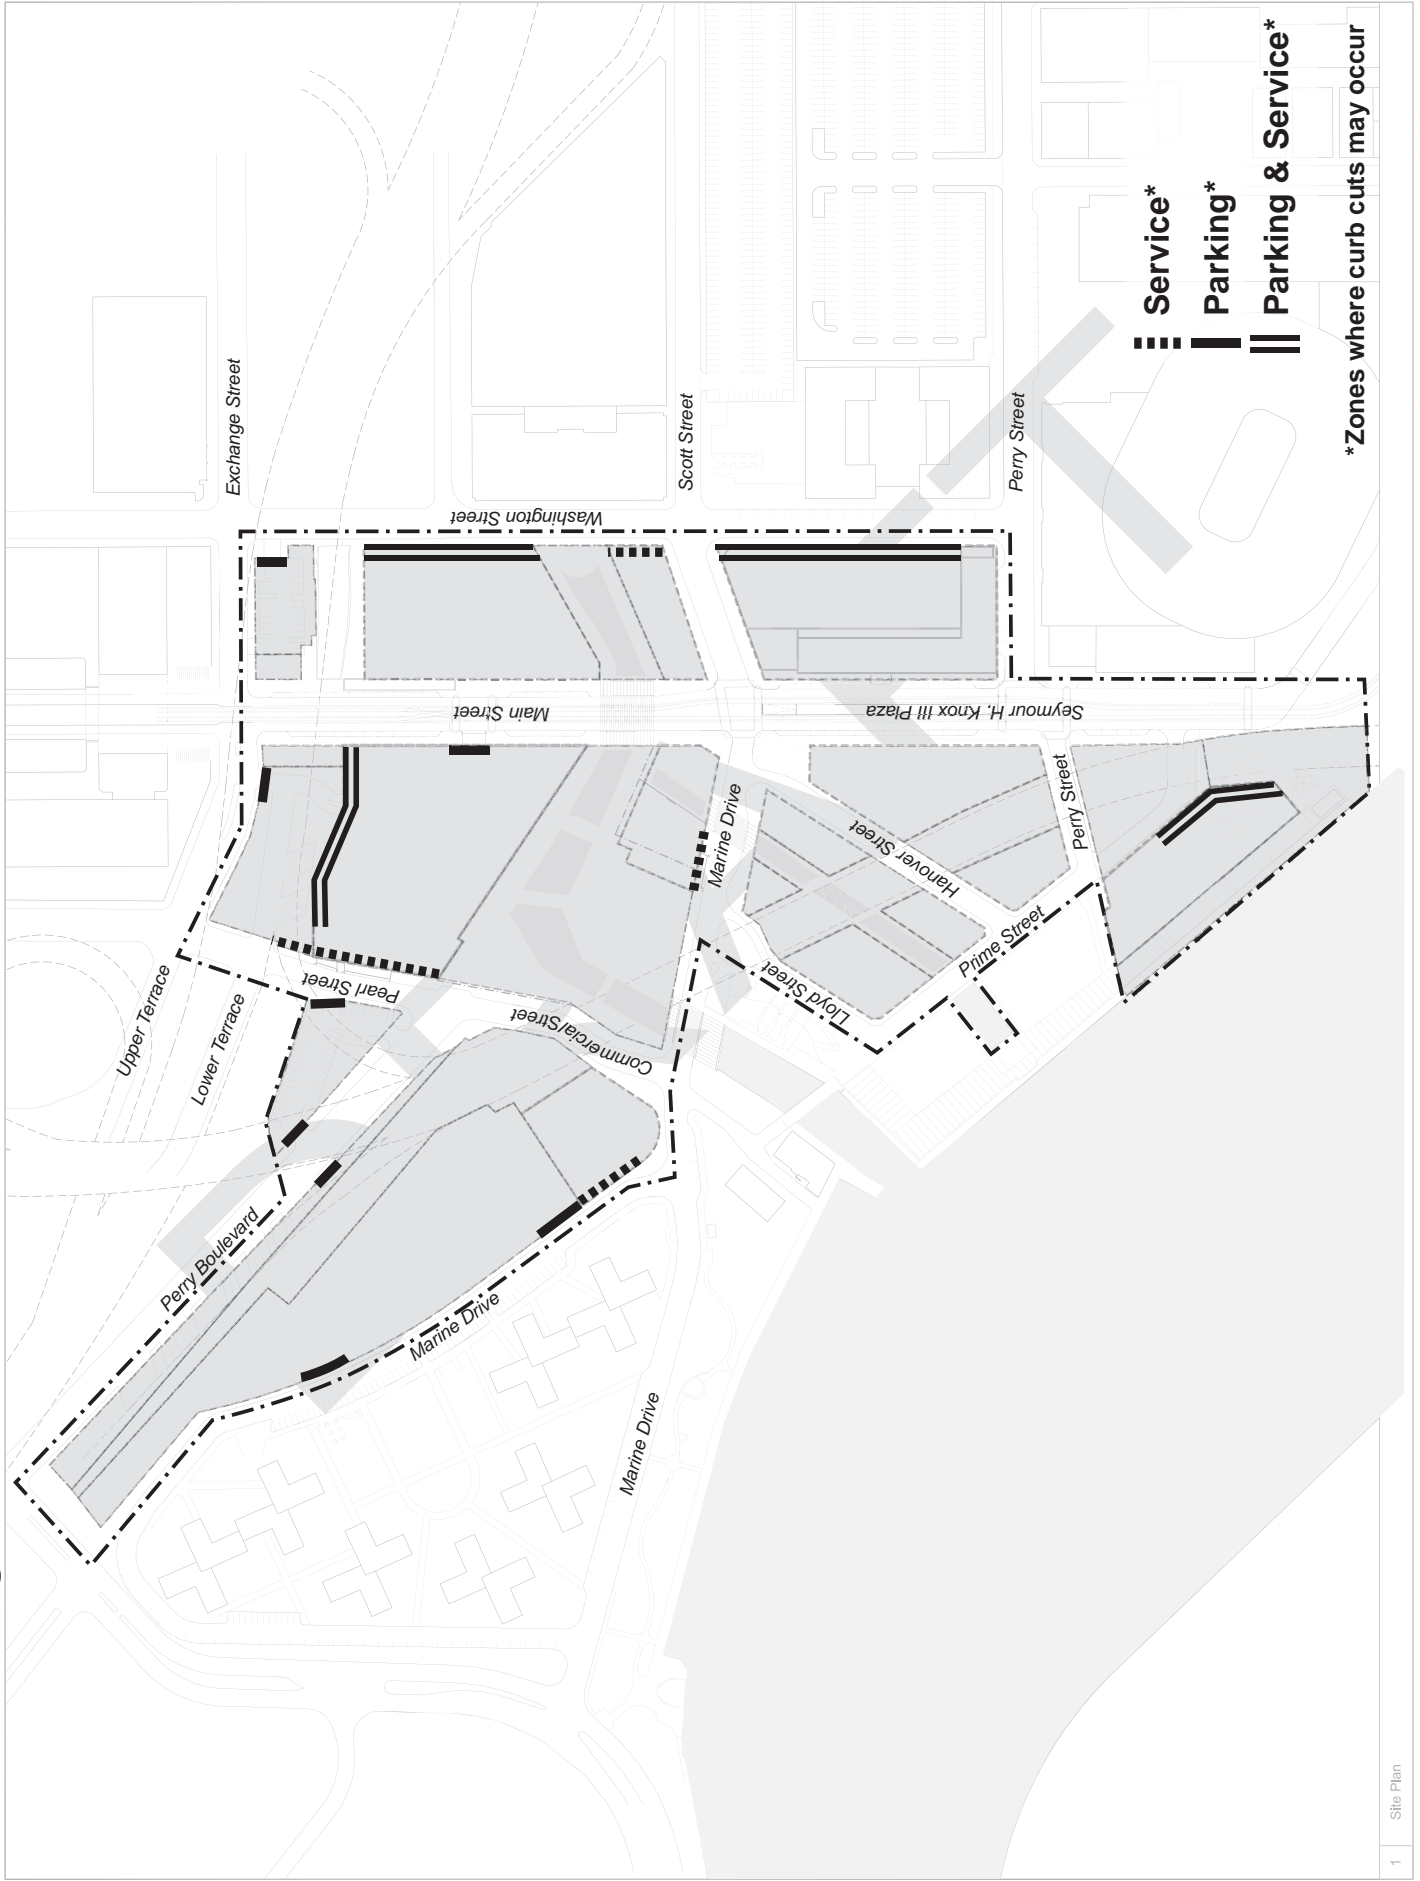 Service*
Parking*
Parking & Service*
*Zones where curb cuts may occur
Exchange Street
Scott Street
Perry Street
Washington Street
Main Street
Seymour H. Knox III Plaza
Perry Street
Marine Drive
Hanover Street
Prime Street
Lloyd Street
Pearl Street
Commercial Street
Upper Terrace
Lower Terrace
Perry Boulevard
Marine Drive
Marine Drive
DRAFT
1
Site Plan